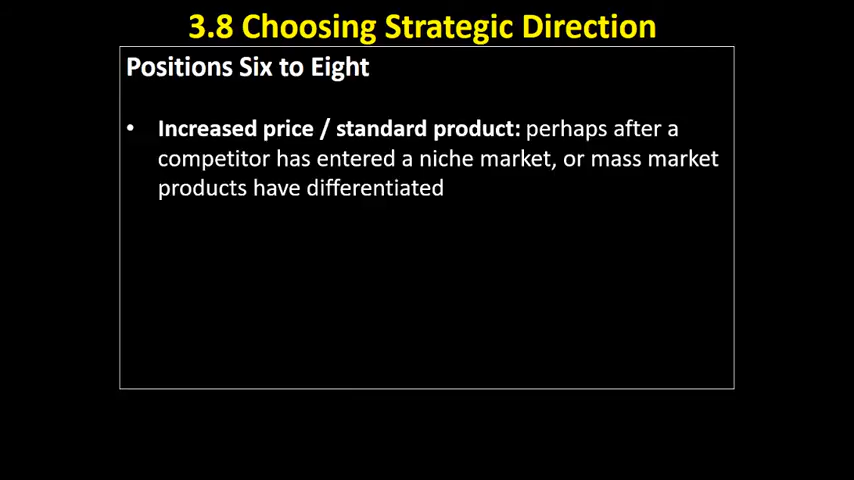 3.8 Choosing Strategic Direction
Positions Six to Eight
• Increased price / standard product: perhaps after a
competitor has entered a niche market, or mass market
products have differentiated